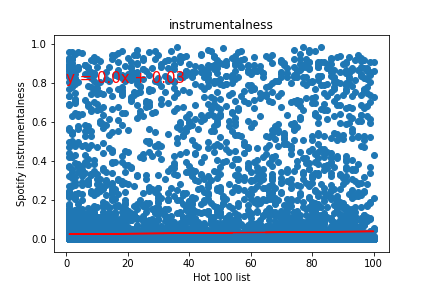 instrumentalness
y = 0.0x + 0.03
1.0
0.8
0.6
0.4
0.2
0.0
Spotify instrumentalness
0 20 40 60 80 100
Hot 100 list